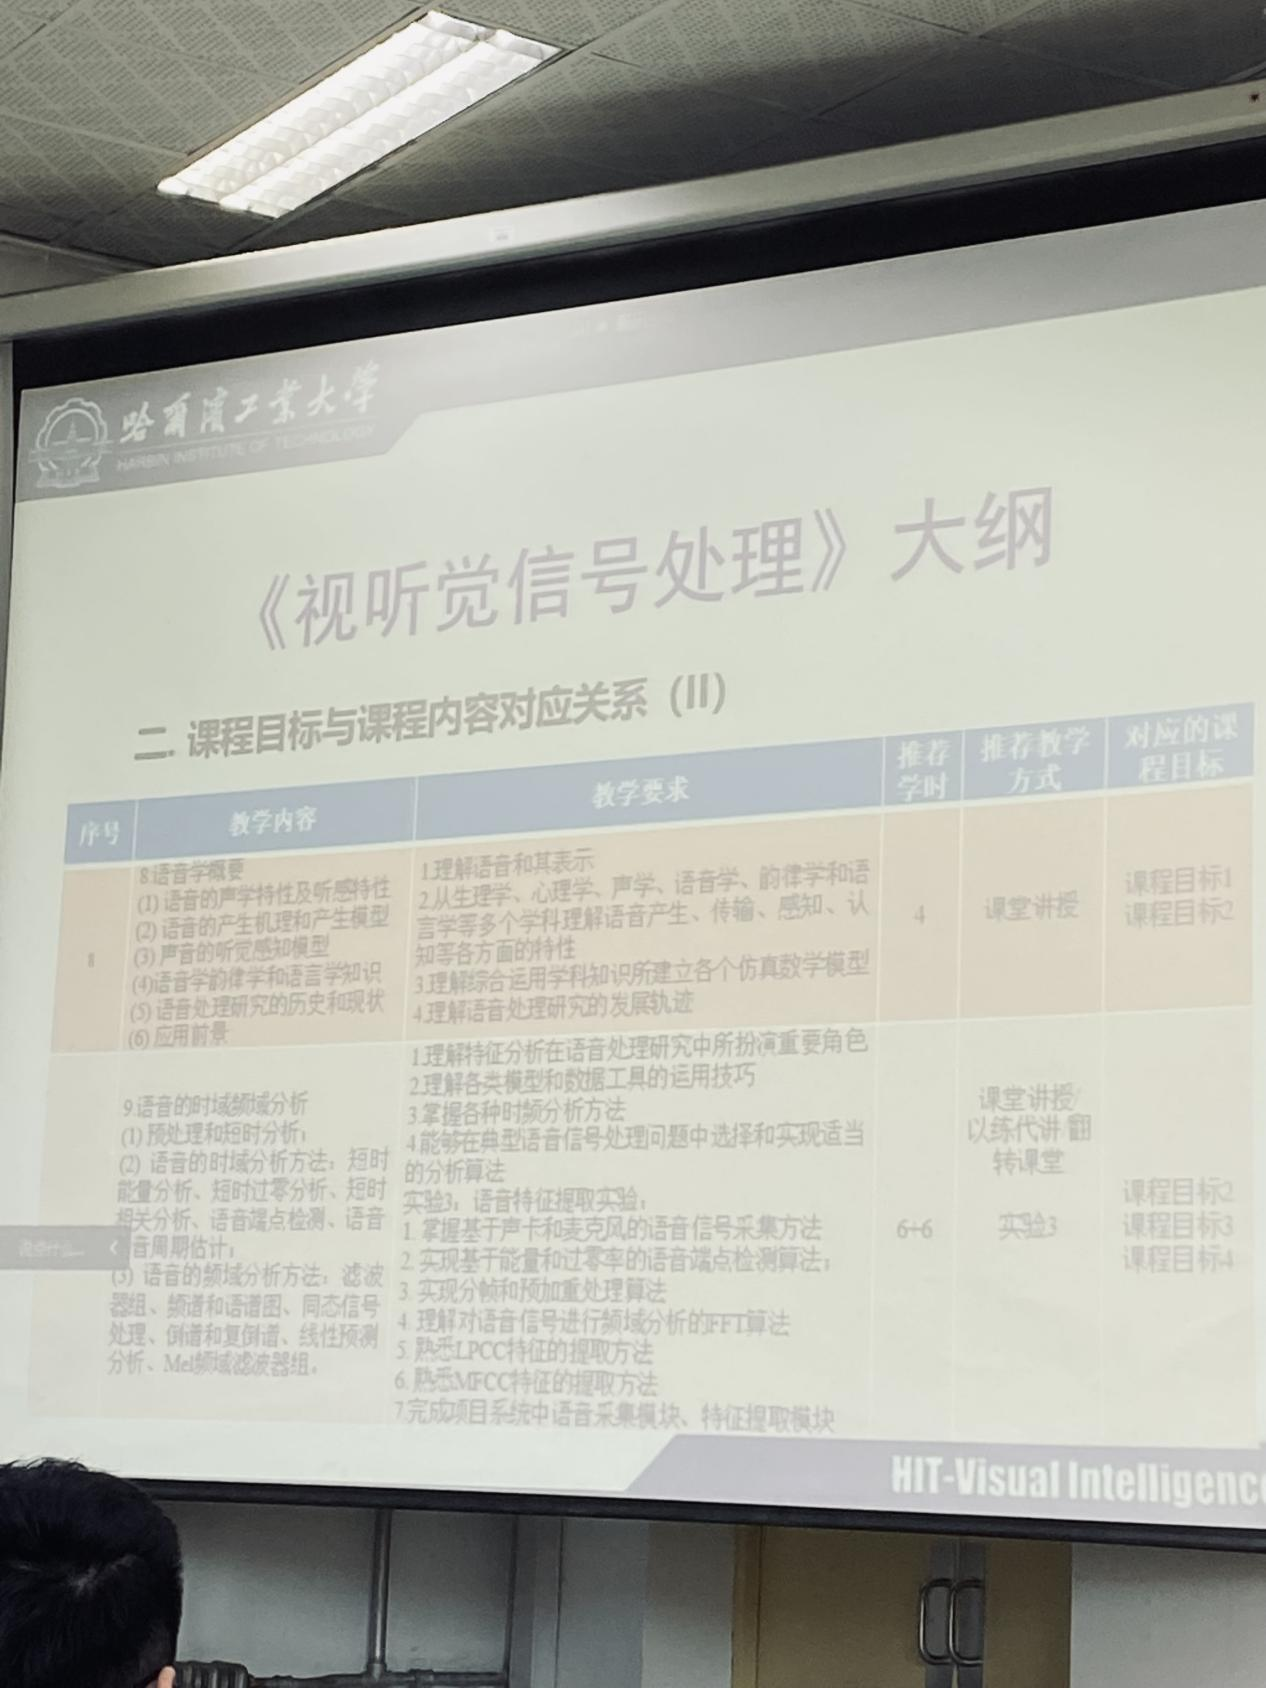 哈尔滨工业大学
HARBIN INSTITUTE OF TECHNOLOGY
《视听觉信号处理》大纲
二. 课程目标与课程内容对应关系（II）
序号
教学内容
教学要求
推荐
学时
推荐教学
方式
对应的课
程目标
8
8.语音学概要
(1) 语音的声学特性及听感特性
(2) 语音的产生机理和产生模型
(3) 声音的听觉感知模型
(4)语音学韵律学和语言学知识
(5) 语音处理研究的历史和现状
(6) 应用前景
1.理解语音和其表示
2.从生理学、心理学、声学、语音学、韵律学和语
言学等多个学科理解语音产生、传输、感知、认
知等各方面的特性
3.理解综合运用学科知识所建立各个仿真数学模型
4.理解语音处理研究的发展轨迹
4
课堂讲授
课程目标1
课程目标2
9.语音的时域频域分析
(1) 预处理和短时分析；
(2) 语音的时域分析方法：短时
能量分析、短时过零分析、短时
相关分析、语音端点检测、语音
音周期估计；
(3) 语音的频域分析方法：滤波
器组、频谱和语谱图、同态信号
处理、倒谱和复倒谱、线性预测
分析、Mel频域滤波器组。
1.理解特征分析在语音处理研究中所扮演重要角色
2.理解各类模型和数据工具的运用技巧
3.掌握各种时频分析方法
4.能够在典型语音信号处理问题中选择和实现适当
的分析算法
实验3：语音特征提取实验：
1. 掌握基于声卡和麦克风的语音信号采集方法
2. 实现基于能量和过零率的语音端点检测算法；
3. 实现分帧和预加重处理算法
4. 理解对语音信号进行频域分析的FFT算法
5. 熟悉LPCC特征的提取方法
6. 熟悉MFCC特征的提取方法
7.完成项目系统中语音采集模块、特征提取模块
6+6
课堂讲授/
以练代讲/翻
转课堂
实验3
课程目标2
课程目标3
课程目标4
说点什么...
HIT-Visual Intelligence